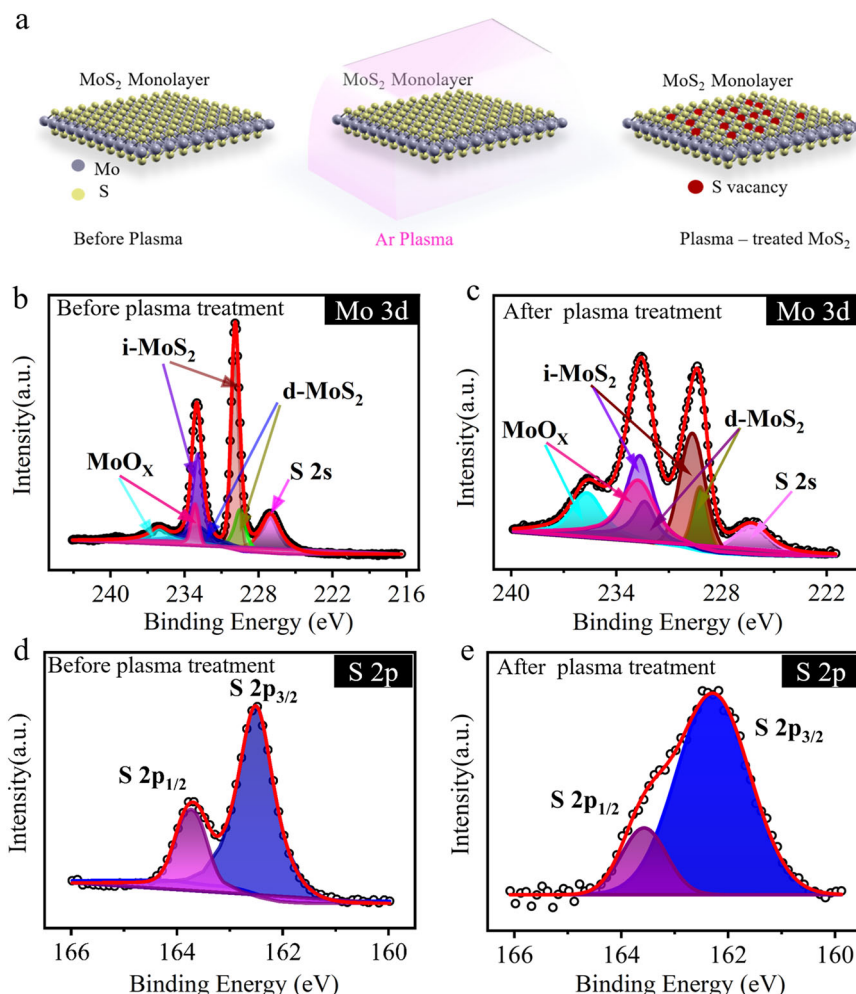 a
MoS₂ Monolayer
MoS₂ Monolayer
MoS₂ Monolayer
Mo
S
S vacancy
Before Plasma
Ar Plasma
Plasma – treated MoS₂
b
Before plasma treatment
Mo 3d
i-MoS₂
d-MoS₂
MoOₓ
S 2s
Intensity(a.u.)
240 234 228 222 216
Binding Energy (eV)
c
After plasma treatment
Mo 3d
i-MoS₂
d-MoS₂
MoOₓ
S 2s
Intensity(a.u.)
240 234 228 222
Binding Energy (eV)
d
Before plasma treatment
S 2p
S 2p₃/₂
S 2p₁/₂
Intensity(a.u.)
166 164 162 160
Binding Energy (eV)
e
After plasma treatment
S 2p
S 2p₃/₂
S 2p₁/₂
Intensity(a.u.)
166 164 162 160
Binding Energy (eV)